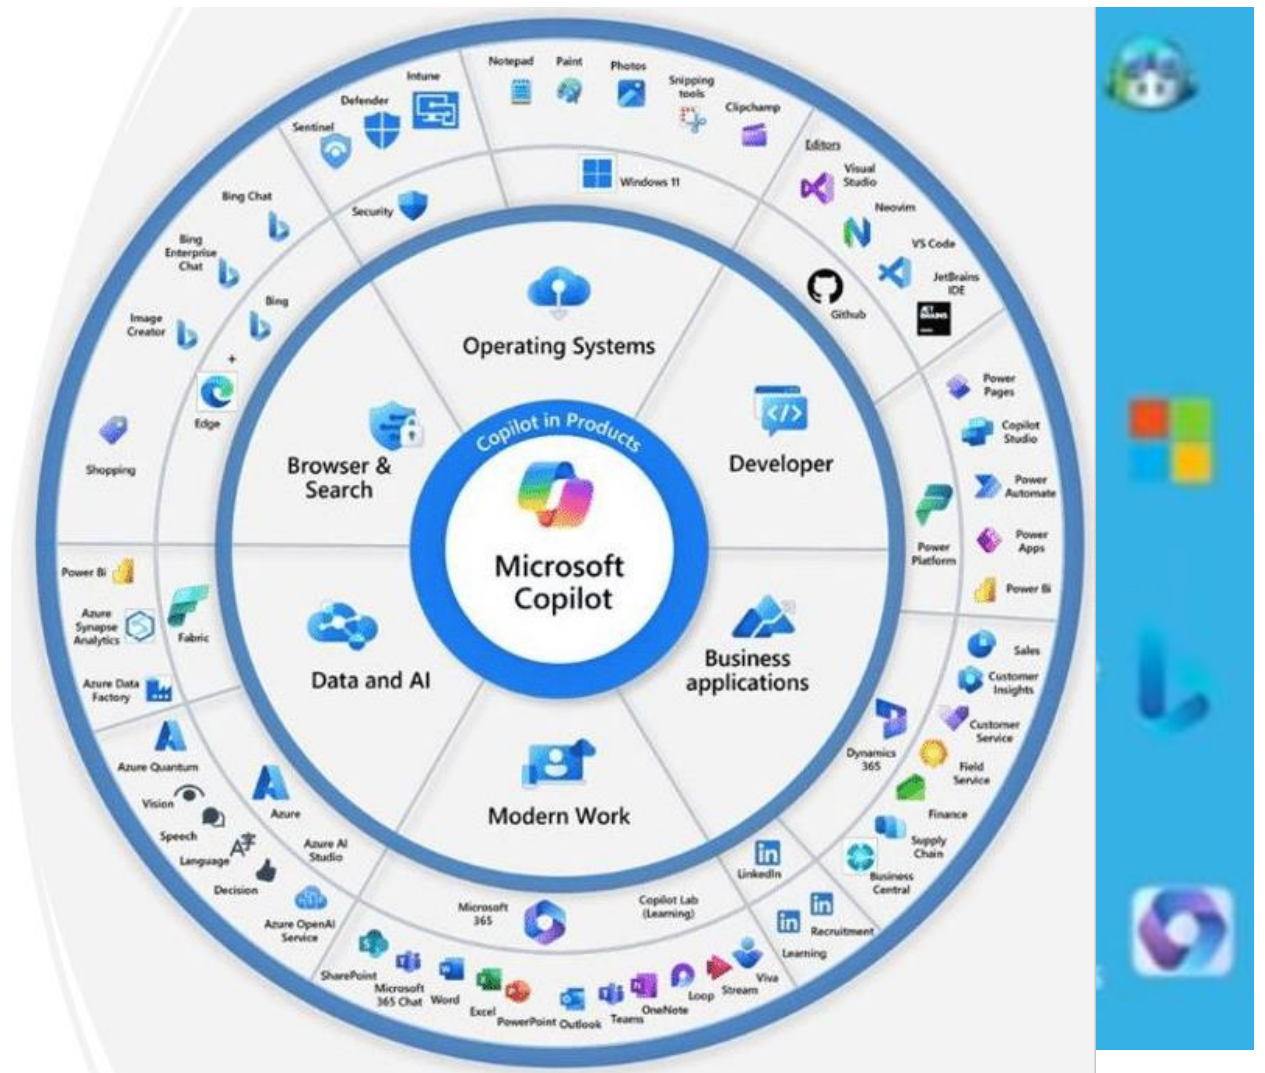 Notepad
Paint
Photos
Snipping
tools
Clipchamp
Windows 11
Intune
Defender
Sentinel
Security
Editors
Visual
Studio
Neovim
VS Code
JetBrains
IDE
JET
BRAINS
Github
Bing Chat
Bing
Enterprise
Chat
Image
Creator
Bing
+
Edge
Shopping
Operating Systems
Browser &
Search
Developer
Copilot in Products
Microsoft
Copilot
Data and AI
Business
applications
Modern Work
Power
Pages
Copilot
Studio
Power
Automate
Power
Apps
Power Bi
Power
Platform
Power Bi
Azure
Synapse
Analytics
Azure Data
Factory
Fabric
Sales
Customer
Insights
Customer
Service
Field
Service
Finance
Supply
Chain
Business
Central
Dynamics
365
Azure Quantum
Vision
Speech
Language
Decision
Azure OpenAI
Service
Azure
Azure AI
Studio
LinkedIn
Recruitment
Learning
Microsoft
365
Copilot Lab
(Learning)
SharePoint
Microsoft
365 Chat
Word
Excel
PowerPoint
Outlook
Teams
OneNote
Loop
Stream
Viva